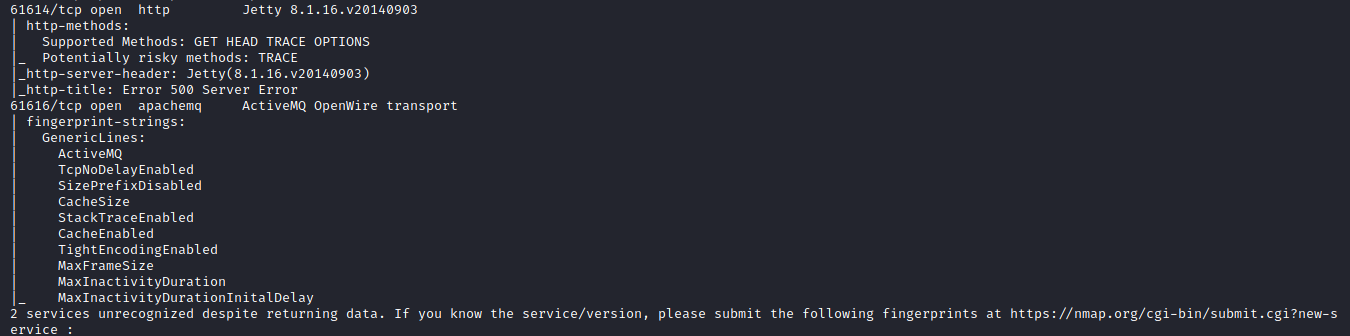 61614/tcp open  http         Jetty 8.1.16.v20140903
| http-methods:
|   Supported Methods: GET HEAD TRACE OPTIONS
|_  Potentially risky methods: TRACE
|_http-server-header: Jetty(8.1.16.v20140903)
|_http-title: Error 500 Server Error
61616/tcp open  apachemq     ActiveMQ OpenWire transport
| fingerprint-strings:
|   GenericLines:
|     ActiveMQ
|     TcpNoDelayEnabled
|     SizePrefixDisabled
|     CacheSize
|     StackTraceEnabled
|     CacheEnabled
|     TightEncodingEnabled
|     MaxFrameSize
|     MaxInactivityDuration
|_    MaxInactivityDurationInitalDelay
2 services unrecognized despite returning data. If you know the service/version, please submit the following fingerprints at https://nmap.org/cgi-bin/submit.cgi?new-s
ervice :